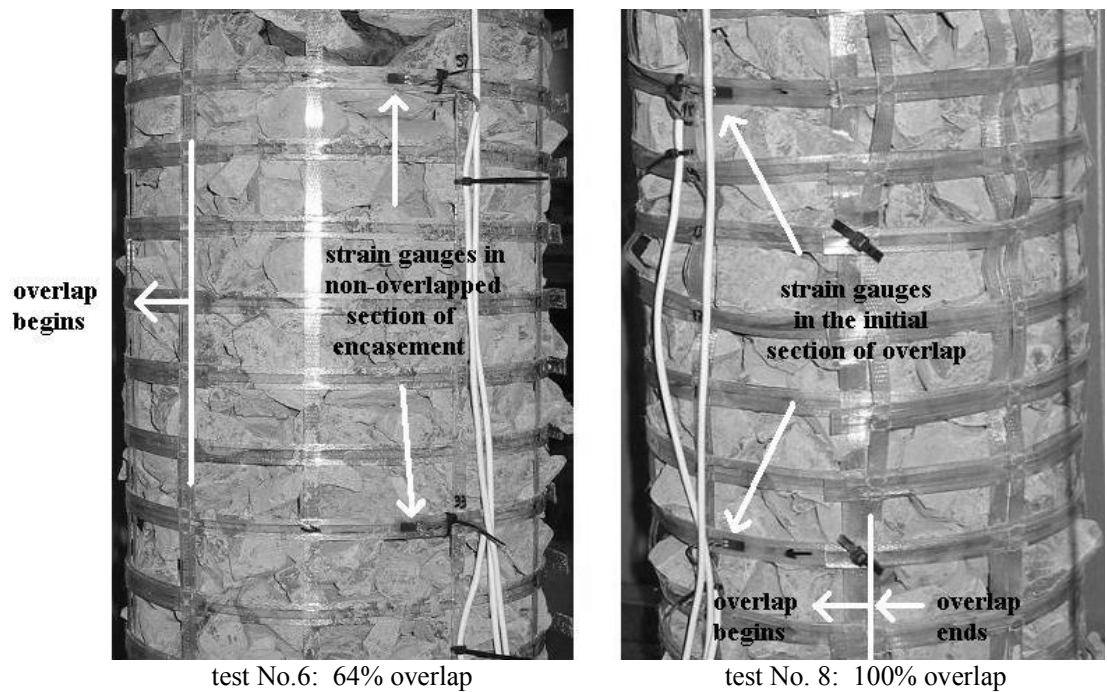 overlap
begins
strain gauges in
non-overlapped
section of
encasement
33
test No.6: 64% overlap
strain gauges
in the initial
section of overlap
overlap
begins
overlap
ends
test No. 8: 100% overlap